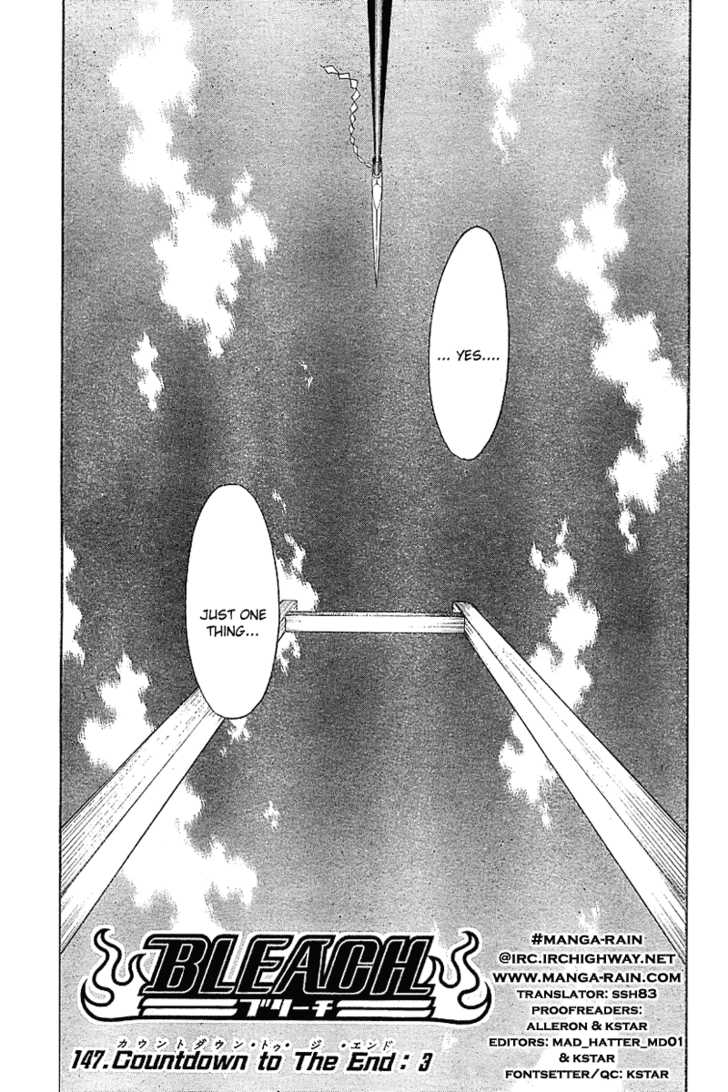 ... YES....
JUST ONE
THING...
BLEACH
ブリーチ
カウントダウン・トゥ・ジ・エンド
147.Countdown to The End : 3
#MANGA-RAIN
@IRC.IRCHIGHWAY.NET
WWW.MANGA-RAIN.COM
TRANSLATOR: SSH83
PROOFREADERS:
ALLERON & KSTAR
EDITORS: MAD_HATTER_MD01
& KSTAR
FONTSETTER/QC: KSTAR